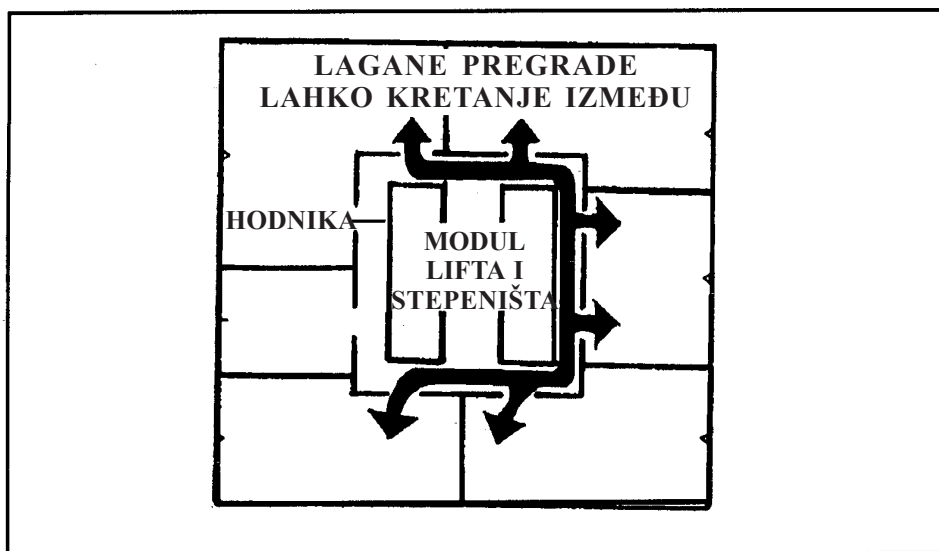 LAGANE PREGRADE
LAHKO KRETANJE IZMEĐU
HODNIKA
MODUL
LIFTA I
STEPENIŠTA